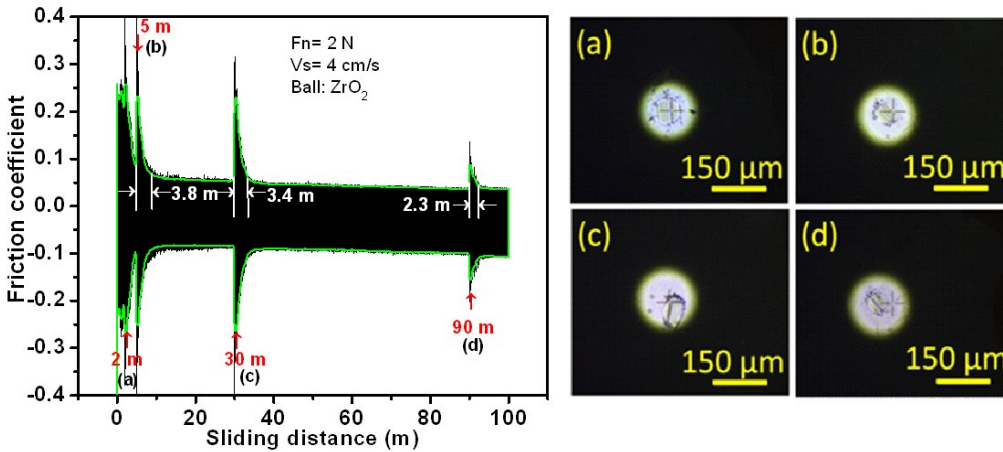 0.4
0.3
0.2
0.1
0.0
-0.1
-0.2
-0.3
-0.4
Friction coefficient
5 m
(b)
Fn= 2 N
Vs= 4 cm/s
Ball: ZrO₂
3.8 m
3.4 m
2.3 m
2 m
(a)
30 m
(c)
90 m
(d)
0 20 40 60 80 100
Sliding distance (m)
(a)
150 µm
(b)
150 µm
(c)
150 µm
(d)
150 µm